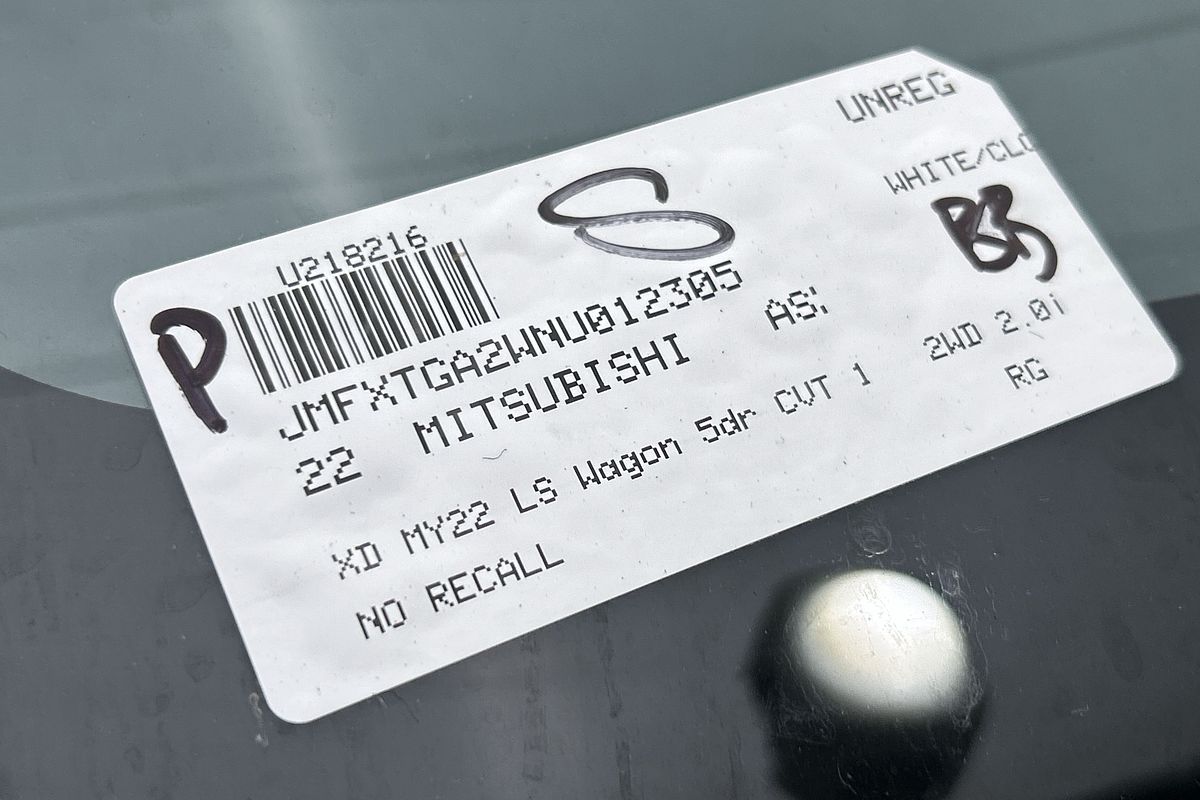 UNREG
WHITE/CLO
U218216
S
P
JMFXTGA2WNU012305
22 MITSUBISHI AS
XD MY22 LS Wagon 5dr CVT 1 2WD 2.0i
NO RECALL
RG